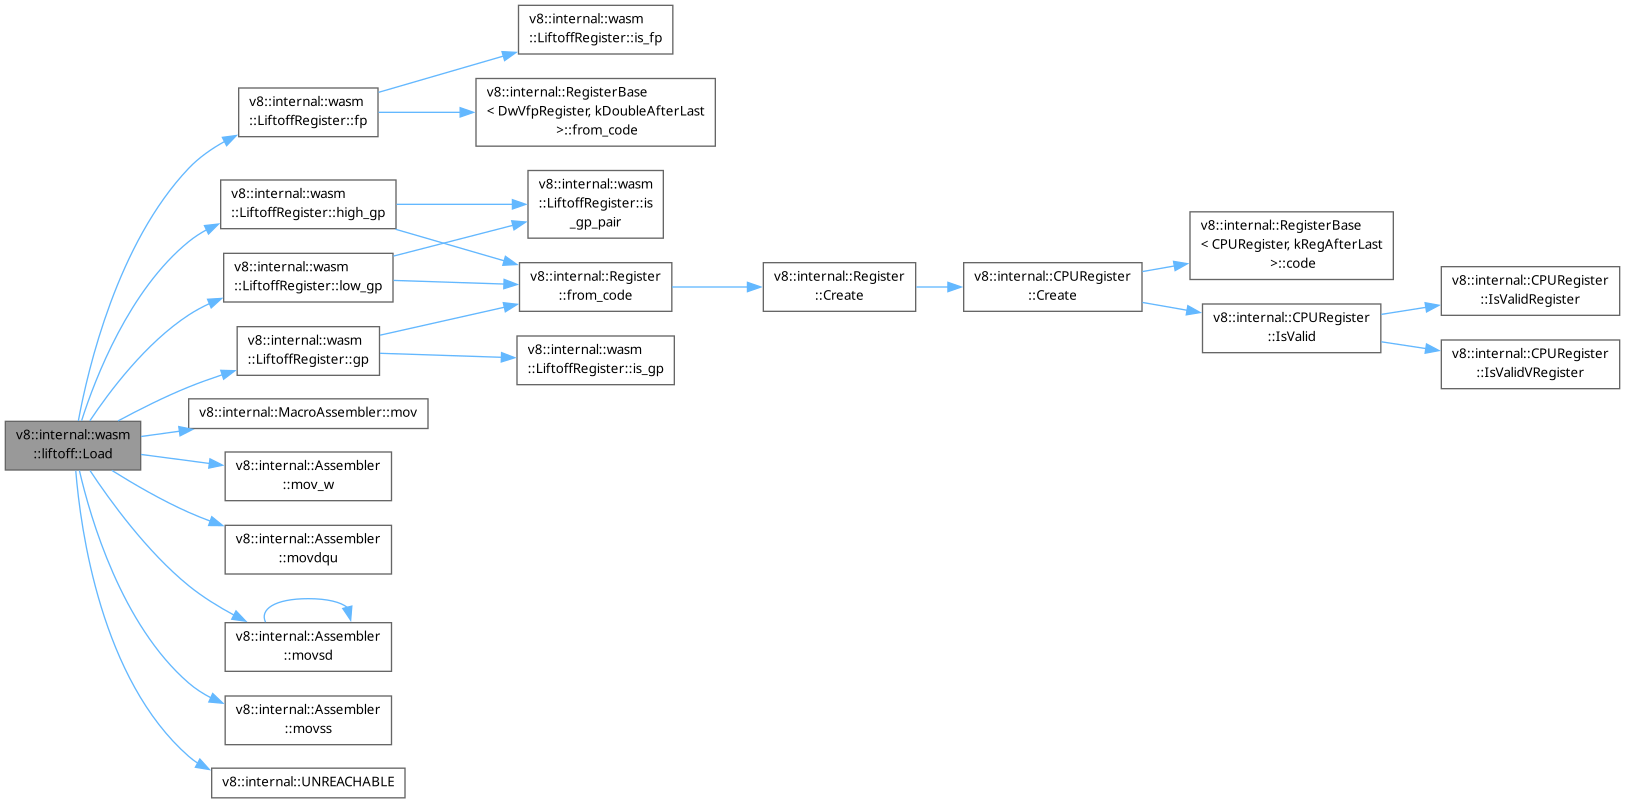 v8::internal::wasm
::LiftoffRegister::is_fp
v8::internal::wasm
::LiftoffRegister::fp
v8::internal::RegisterBase
< DwVfpRegister, kDoubleAfterLast
>::from_code
v8::internal::wasm
::LiftoffRegister::high_gp
v8::internal::wasm
::LiftoffRegister::is
_gp_pair
v8::internal::wasm
::LiftoffRegister::low_gp
v8::internal::Register
::from_code
v8::internal::Register
::Create
v8::internal::CPURegister
::Create
v8::internal::RegisterBase
< CPURegister, kRegAfterLast
>::code
v8::internal::CPURegister
::IsValid
v8::internal::CPURegister
::IsValidRegister
v8::internal::CPURegister
::IsValidVRegister
v8::internal::wasm
::LiftoffRegister::gp
v8::internal::wasm
::LiftoffRegister::is_gp
v8::internal::MacroAssembler::mov
v8::internal::wasm
::liftoff::Load
v8::internal::Assembler
::mov_w
v8::internal::Assembler
::movdqu
v8::internal::Assembler
::movsd
v8::internal::Assembler
::movss
v8::internal::UNREACHABLE